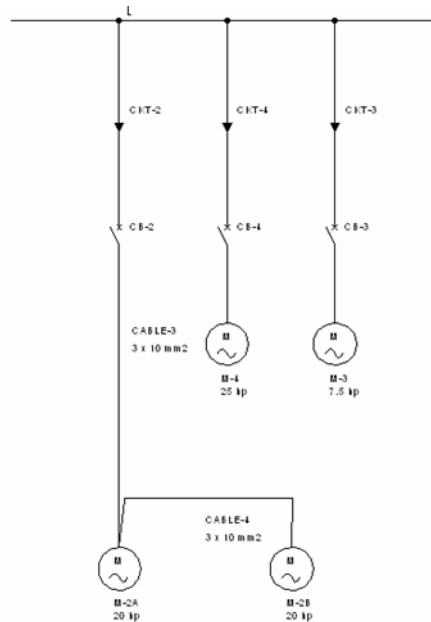 L
CKT-2
CKT-4
CKT-3
CB-2
CB-4
CB-3
CABLE-3
3 x 10 mm2
M
M
M-4
25 hp
M-3
7.5 hp
CABLE-4
3 x 10 mm2
M
M
M-2A
20 hp
M-2B
20 hp